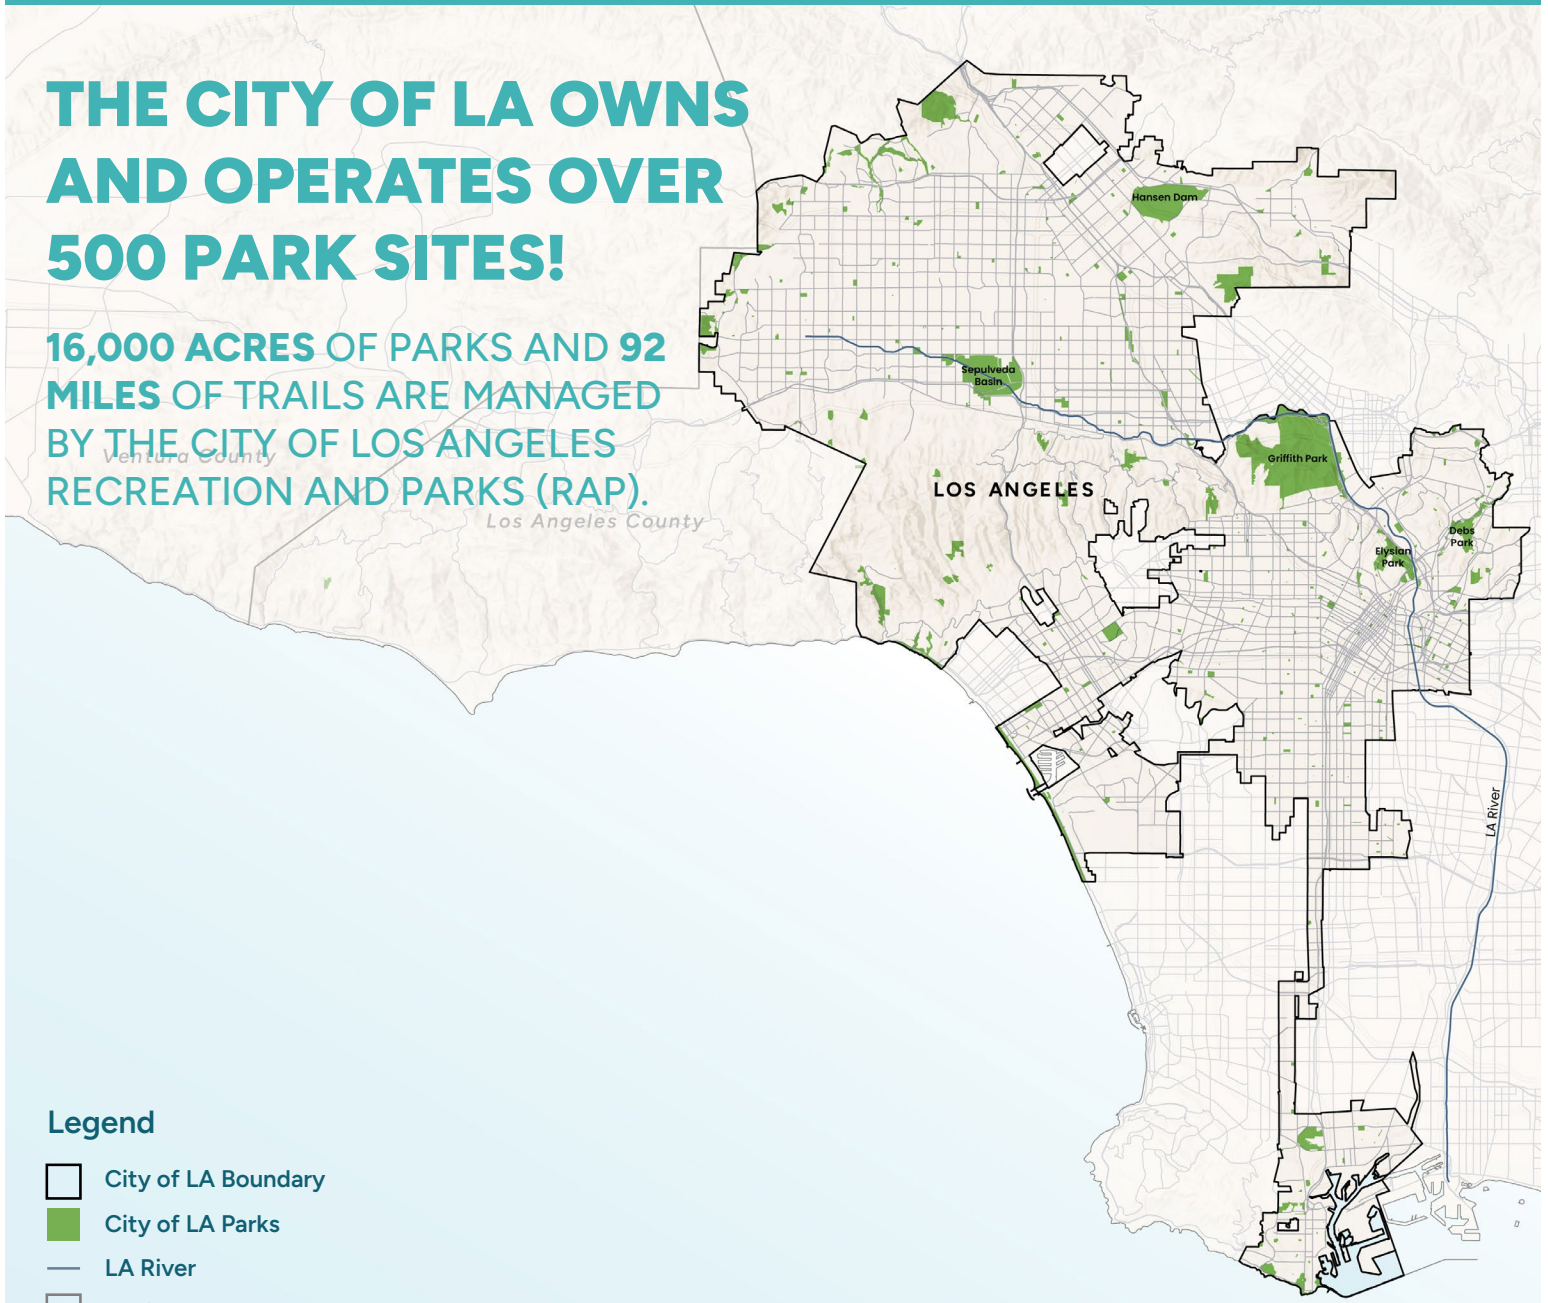 THE CITY OF LA OWNS
AND OPERATES OVER
500 PARK SITES!
16,000 ACRES OF PARKS AND 92
MILES OF TRAILS ARE MANAGED
BY THE CITY OF LOS ANGELES
RECREATION AND PARKS (RAP).
Ventura County
Los Angeles County
Hansen Dam
Sepulveda
Basin
Griffith Park
LOS ANGELES
Debs
Park
Elysian
Park
LA River
Legend
City of LA Boundary
City of LA Parks
LA River